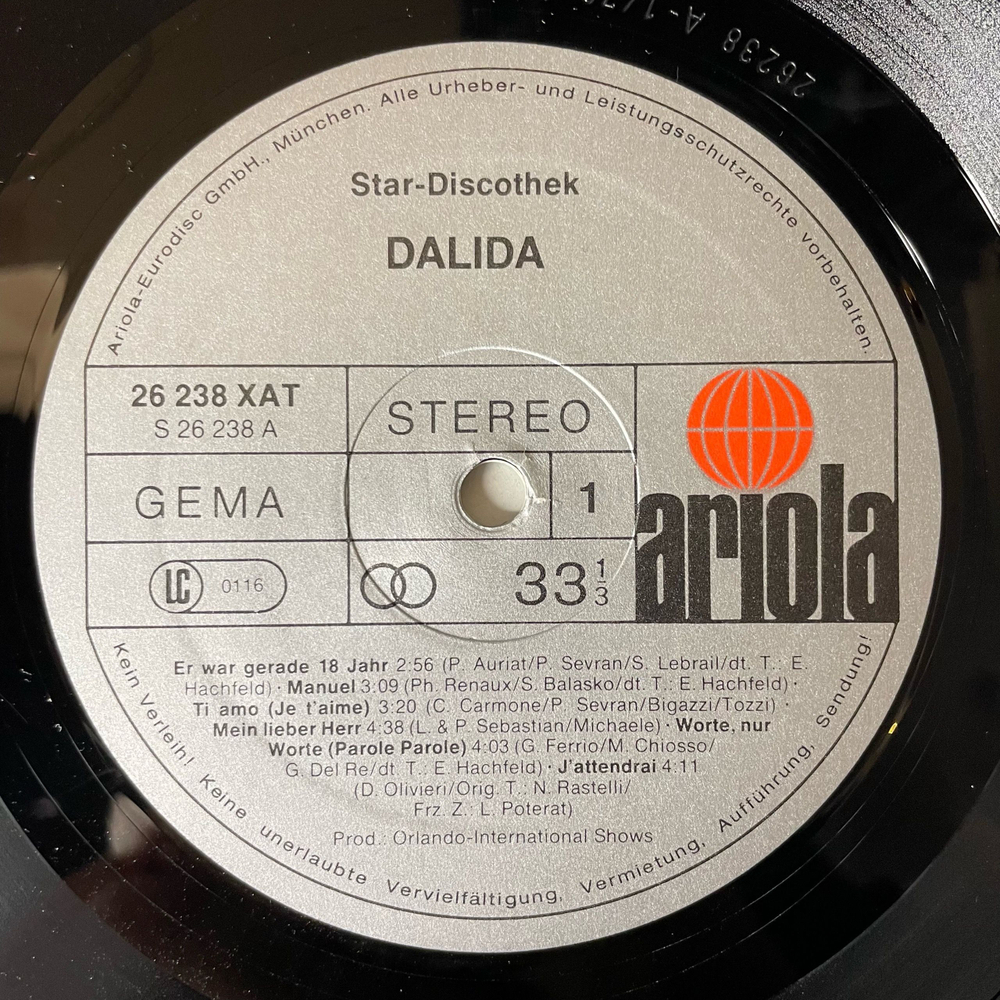 26238 A-1/7
Ariola-Eurodisc GmbH., München. Alle Urheber- und Leistungsschutzrechte vorbehalten.
Star-Discothek
DALIDA
26 238 XAT
S 26 238 A
STEREO
GEMA
1
LC 0116
33 1/3
ariola
Er war gerade 18 Jahr 2:56 (P. Auriat/P. Sevran/S. Lebrail/dt. T.: E.
Hachfeld) · Manuel 3:09 (Ph. Renaux/S. Balasko/dt. T.: E. Hachfeld) ·
Ti amo (Je t'aime) 3:20 (C. Carmone/P. Sevran/Bigazzi/Tozzi) ·
Mein lieber Herr 4:38 (L. & P. Sebastian/Michaele) · Worte, nur
Worte (Parole Parole) 4:03 (G. Ferrio/M. Chiosso/
G. Del Re/dt. T.: E. Hachfeld) · J'attendrai 4:11
(D. Olivieri/Orig. T.: N. Rastelli/
Frz. Z.: L. Poterat)
Prod.: Orlando-International Shows
Kein Verleih! Keine unerlaubte Vervielfältigung, Vermietung, Aufführung, Sendung!